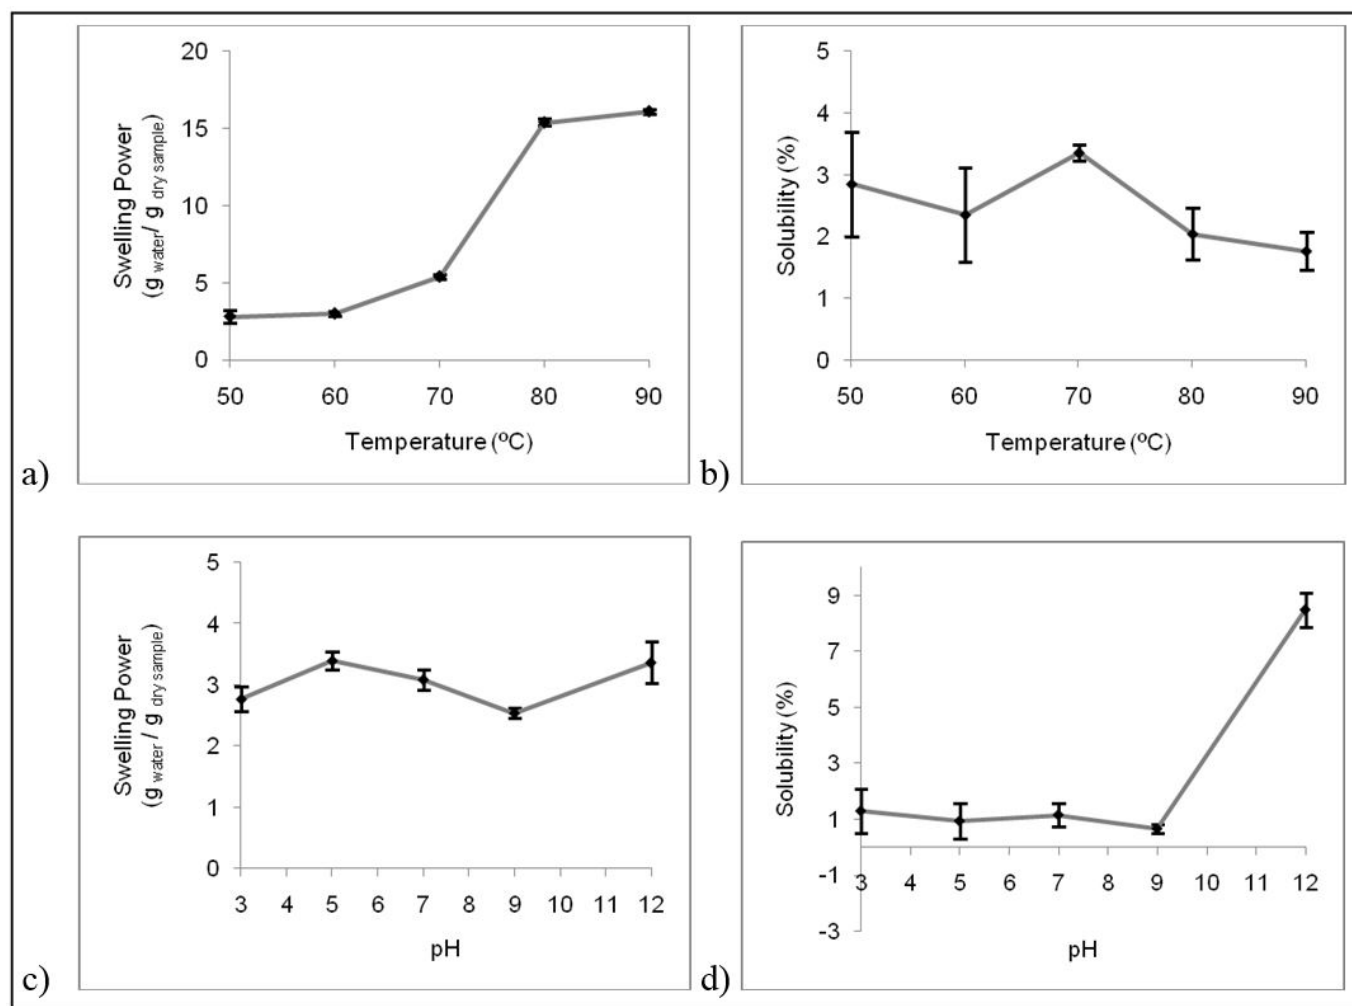 20
15
10
5
0
50 60 70 80 90
Swelling Power
(g water/ g dry sample)
Temperature (ºC)
a)
5
4
3
2
1
0
50 60 70 80 90
Solubility (%)
Temperature (ºC)
b)
5
4
3
2
1
0
3 4 5 6 7 8 9 10 11 12
Swelling Power
(g water / g dry sample)
pH
c)
9
7
5
3
1
-1
-3
3 4 5 6 7 8 9 10 11 12
Solubility (%)
pH
d)